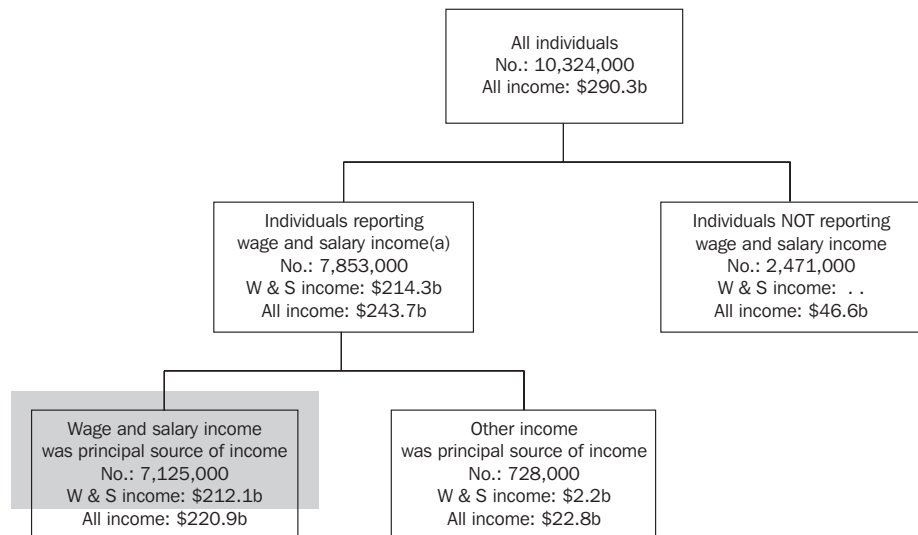 All individuals
No.: 10,324,000
All income: $290.3b
Individuals reporting
wage and salary income(a)
No.: 7,853,000
W & S income: $214.3b
All income: $243.7b
Individuals NOT reporting
wage and salary income
No.: 2,471,000
W & S income: . .
All income: $46.6b
Wage and salary income
was principal source of income
No.: 7,125,000
W & S income: $212.1b
All income: $220.9b
Other income
was principal source of income
No.: 728,000
W & S income: $2.2b
All income: $22.8b